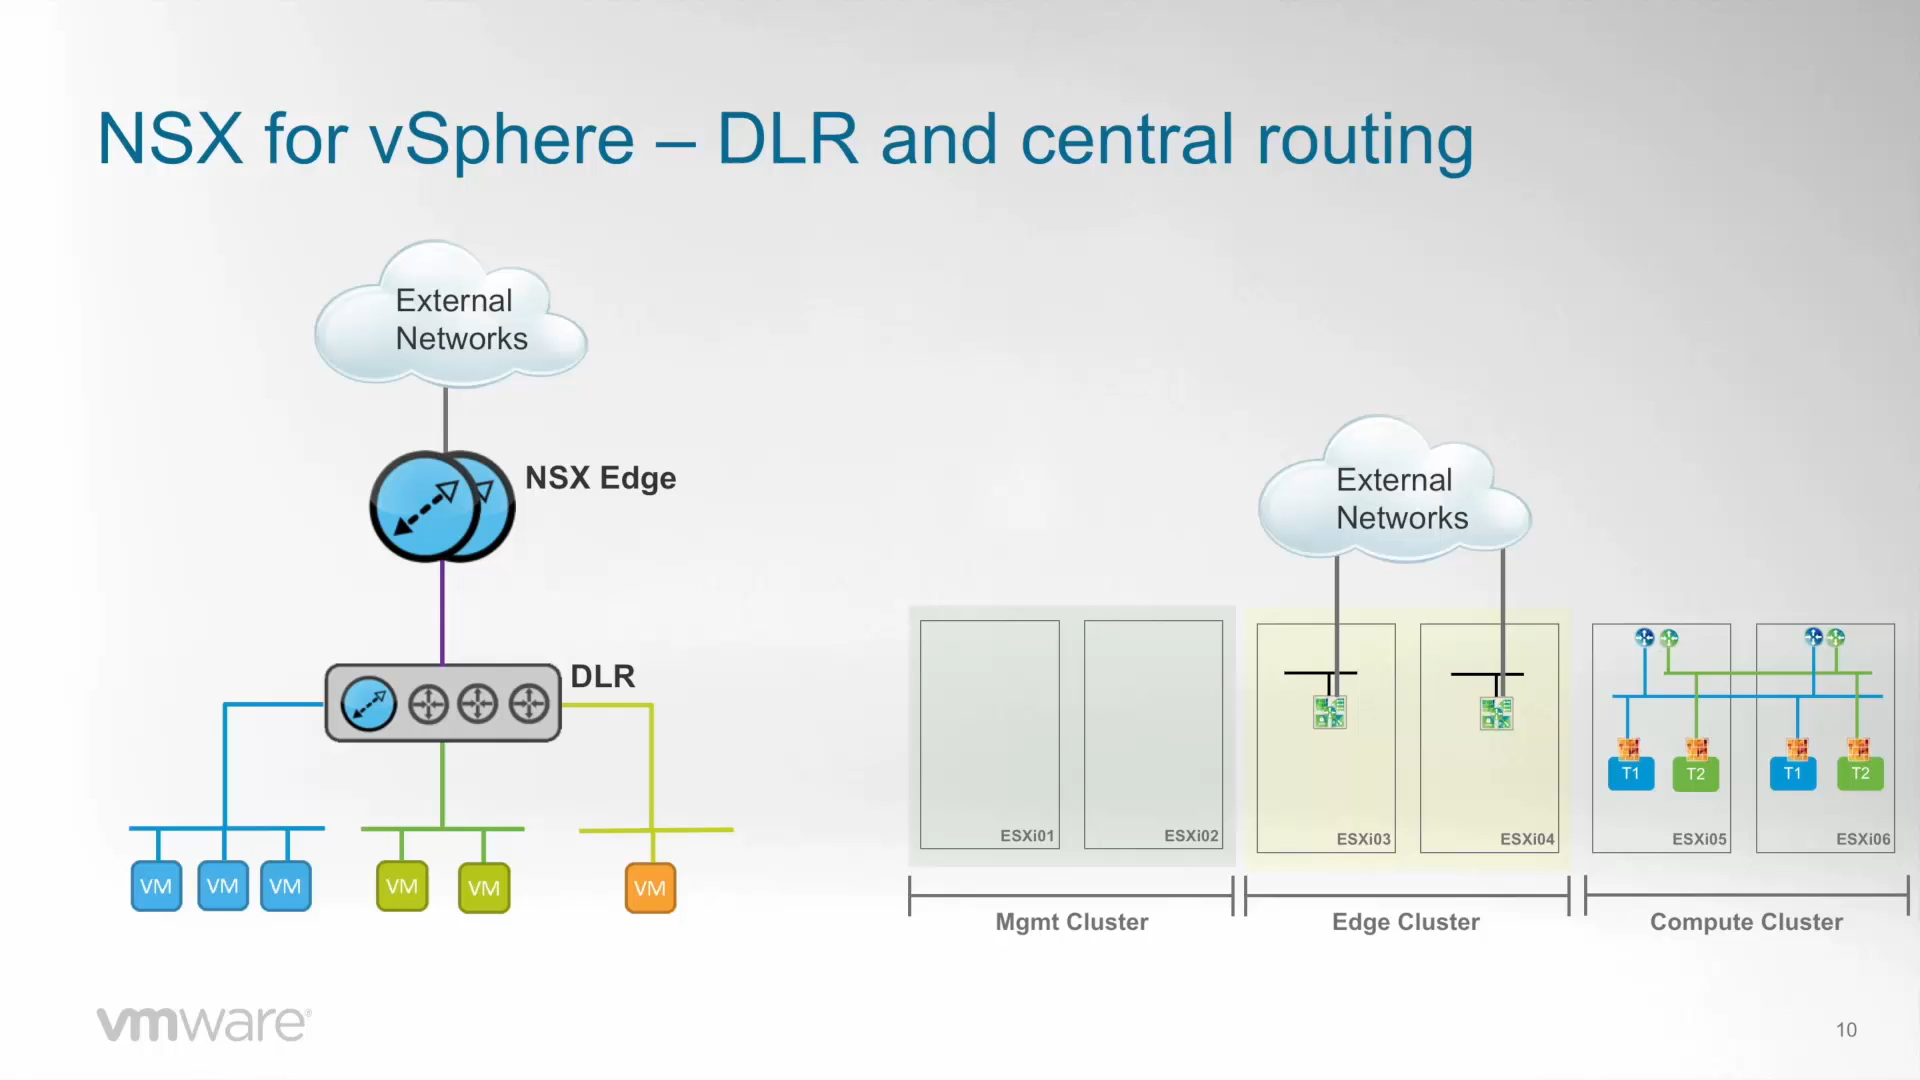 NSX for vSphere – DLR and central routing
External
Networks
NSX Edge
DLR
VM
VM
VM
VM
VM
VM
External
Networks
T1
T2
T1
T2
ESXi01
ESXi02
ESXi03
ESXi04
ESXi05
ESXi06
Mgmt Cluster
Edge Cluster
Compute Cluster
vmware®
10